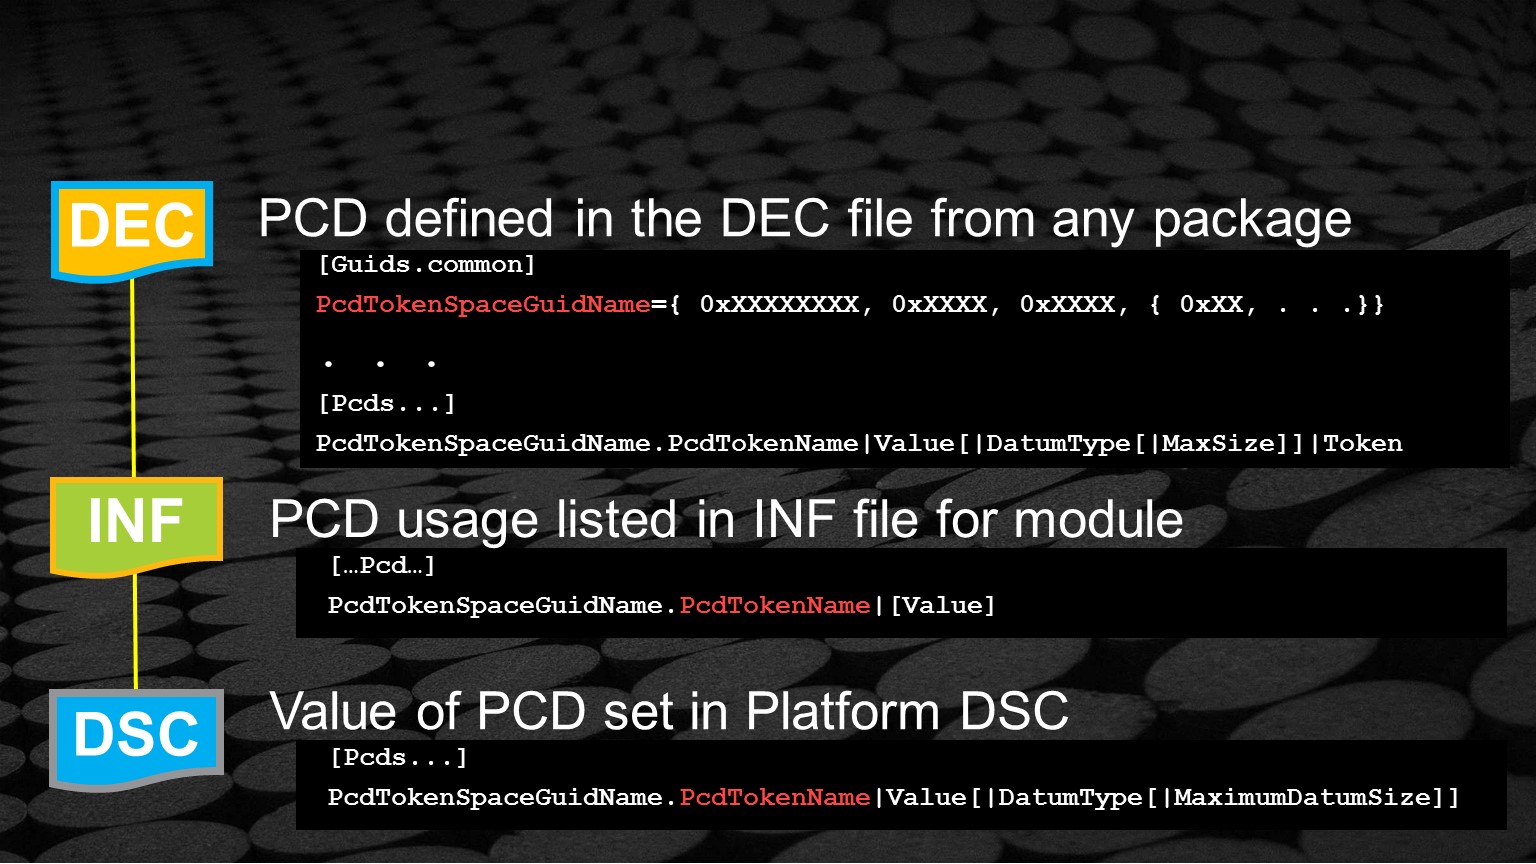 DEC
PCD defined in the DEC file from any package
[Guids.common]
PcdTokenSpaceGuidName={ 0xXXXXXXXX, 0xXXXX, 0xXXXX, { 0xXX, . . .}}
. . .
[Pcds...]
PcdTokenSpaceGuidName.PcdTokenName|Value[|DatumType[|MaxSize]]|Token
INF
PCD usage listed in INF file for module
[…Pcd…]
PcdTokenSpaceGuidName.PcdTokenName|[Value]
DSC
Value of PCD set in Platform DSC
[Pcds...]
PcdTokenSpaceGuidName.PcdTokenName|Value[|DatumType[|MaximumDatumSize]]